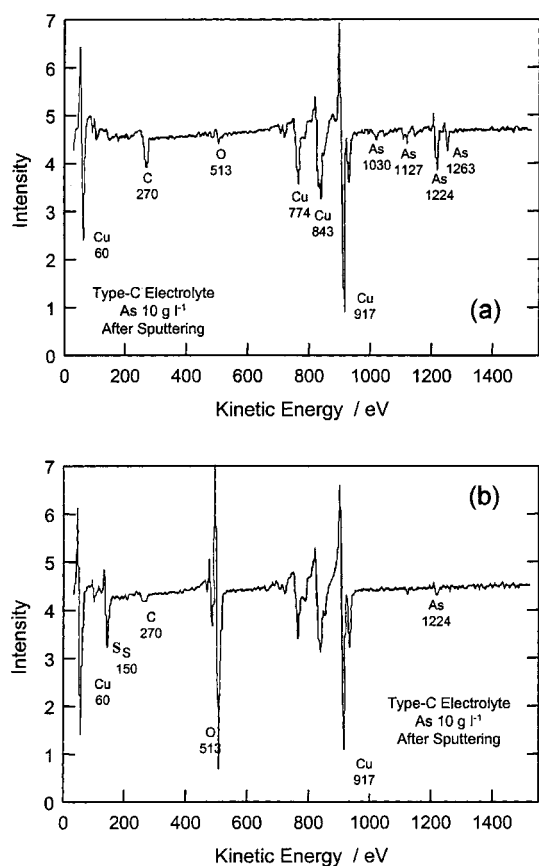 7
6
5
4
3
2
1
0
Intensity
Cu
60
C
270
O
513
Cu
774
Cu
843
Cu
917
As
1030
As
1127
As
1224
As
1263
Type-C Electrolyte
As 10 g l⁻¹
After Sputtering
(a)
0 200 400 600 800 1000 1200 1400
Kinetic Energy / eV
7
6
5
4
3
2
1
0
Intensity
(b)
S S
150
C
270
Cu
60
O
513
Cu
917
As
1224
Type-C Electrolyte
As 10 g l⁻¹
After Sputtering
0 200 400 600 800 1000 1200 1400
Kinetic Energy / eV